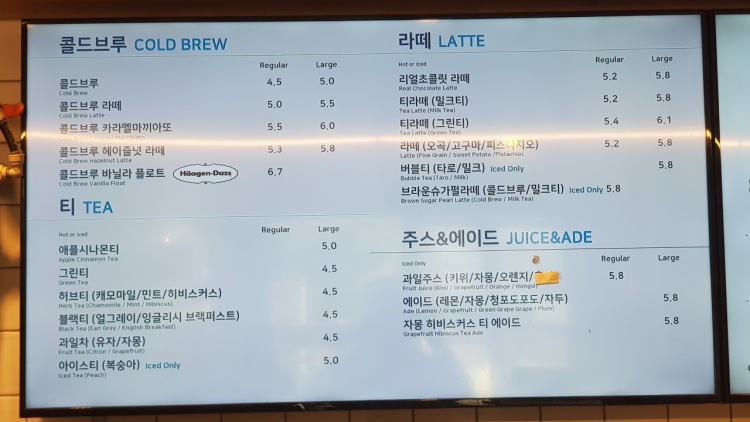 콜드브루 COLD BREW
Regular Large
콜드브루 4.5 5.0
Cold Brew
콜드브루 라떼 5.0 5.5
Cold Brew Latte
콜드브루 카라멜마끼아또 5.5 6.0
콜드브루 헤이즐넛 라떼 5.3 5.8
Cold Brew Hazelnut Latte
콜드브루 바닐라 플로트 Häagen-Dazs 6.7
Cold Brew Vanilla Float
티 TEA
Regular Large
Hot or Iced
애플시나몬티 5.0
Apple Cinnamon Tea
그린티 4.5
Green Tea
허브티 (캐모마일/민트/히비스커스) 4.5
Herb Tea (Chamomile / Mint / Hibiscus)
블랙티 (얼그레이/잉글리시 브랙퍼스트) 4.5
Black Tea (Earl Grey / English Breakfast)
과일차 (유자/자몽) 4.5
Fruit Tea (Citron / Grapefruit)
아이스티 (복숭아) Iced Only 5.0
Iced Tea (Peach)
라떼 LATTE
Regular Large
Hot or Iced
리얼초콜릿 라떼 5.2 5.8
Real Chocolate Latte
티라떼 (밀크티) 5.2 5.8
Tea Latte (Milk Tea)
티라떼 (그린티) 5.4 6.1
Tea Latte (Green Tea)
라떼 (오곡/고구마/피스타치오) 5.2 5.8
Latte (Five Grain / Sweet Potato / Pistachio)
버블티 (타로/밀크) Iced Only 5.8
Bubble Tea (Taro / Milk)
브라운슈가펄라떼 (콜드브루/밀크티) Iced Only 5.8
Brown Sugar Pearl Latte (Cold Brew / Milk Tea)
주스&에이드 JUICE&ADE
Regular Large
Iced Only
과일주스 (키위/자몽/오렌지/ 5.8
Fruit Juice (Kiwi / Grapefruit / Orange / Hongsi)
에이드 (레몬/자몽/청포도포도/자두) 5.8
Ade (Lemon / Grapefruit / Green Grape Grape / Plum)
자몽 히비스커스 티 에이드 5.8
Grapefruit Hibiscus Tea Ade